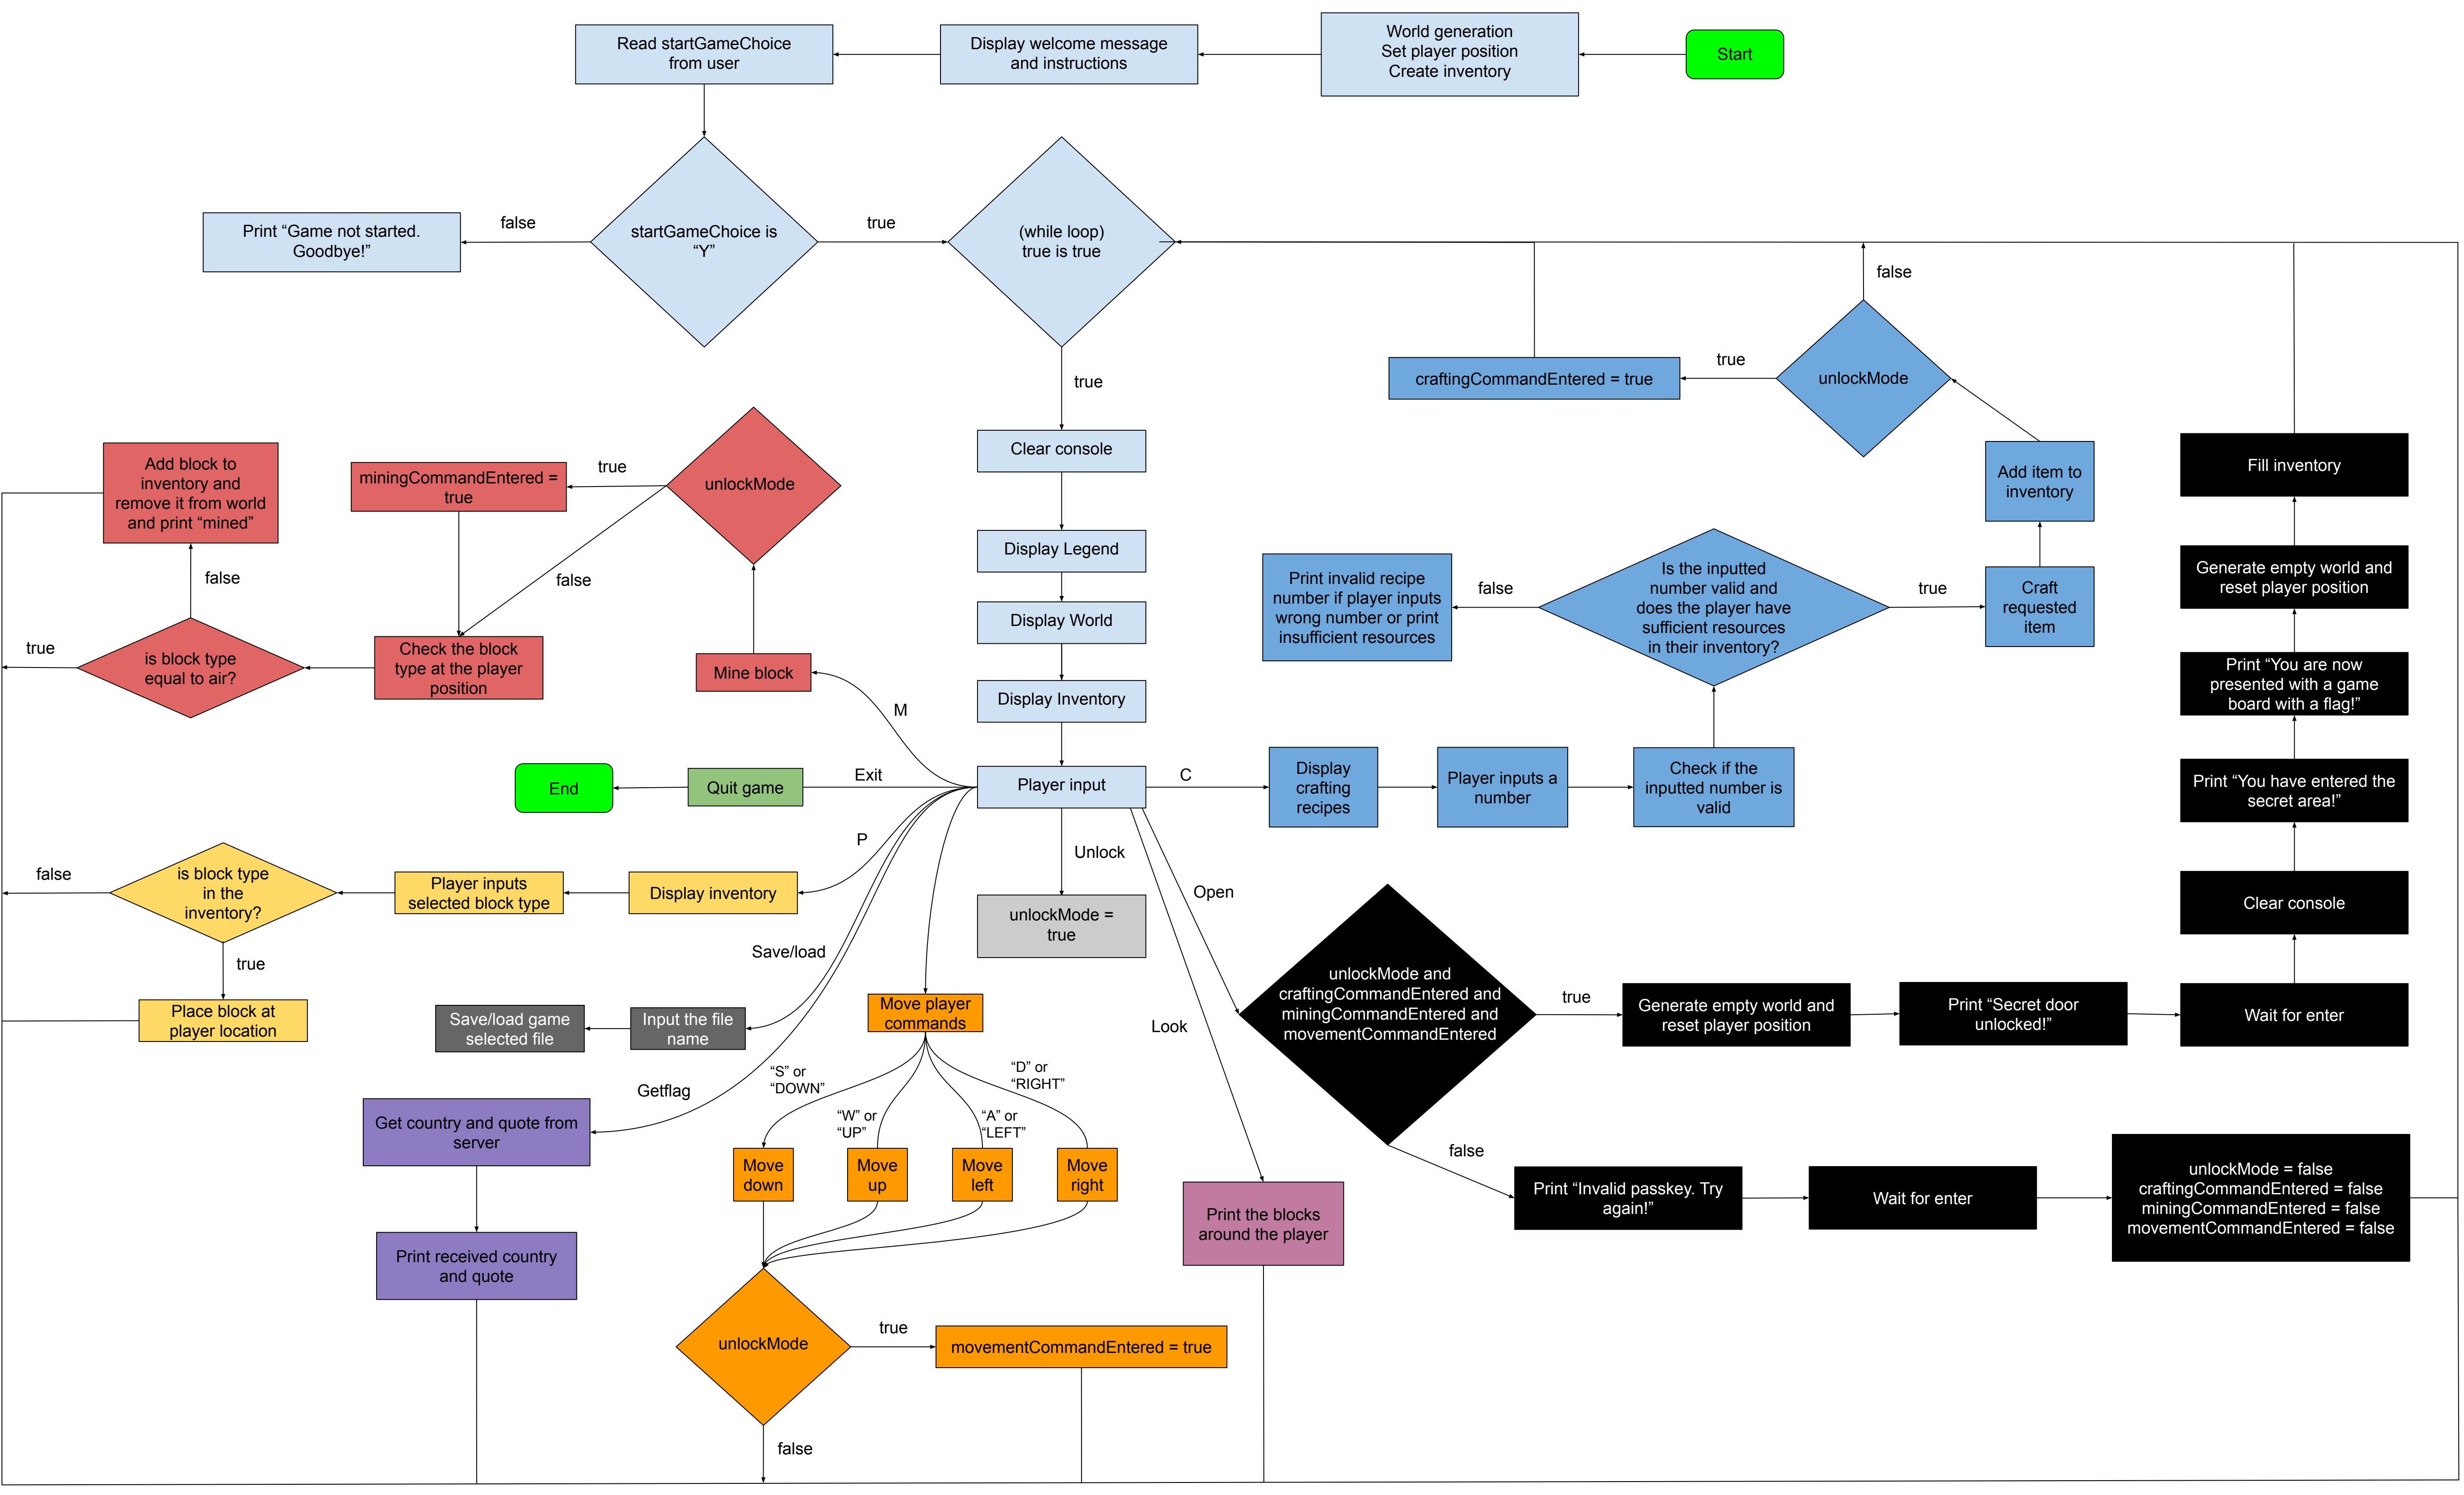 Read startGameChoice
from user
Display welcome message
and instructions
World generation
Set player position
Create inventory
Start
Print “Game not started.
Goodbye!”
false
startGameChoice is
“Y”
true
(while loop)
true is true
false
true
craftingCommandEntered = true
true
unlockMode
Clear console
Display Legend
Display World
Display Inventory
Player input
Add block to
inventory and
remove it from world
and print “mined”
miningCommandEntered =
true
true
unlockMode
false
false
true
is block type
equal to air?
Check the block
type at the player
position
Mine block
M
Print invalid recipe
number if player inputs
wrong number or print
insufficient resources
false
Is the inputted
number valid and
does the player have
sufficient resources
in their inventory?
true
Add item to
inventory
Craft
requested
item
Fill inventory
Generate empty world and
reset player position
Print “You are now
presented with a game
board with a flag!”
Print “You have entered the
secret area!”
Clear console
End
Quit game
Exit
C
Display
crafting
recipes
Player inputs a
number
Check if the
inputted number is
valid
P
Unlock
Open
false
is block type
in the
inventory?
Player inputs
selected block type
Display inventory
unlockMode =
true
true
Place block at
player location
Save/load
Save/load game
selected file
Input the file
name
Move player
commands
Look
unlockMode and
craftingCommandEntered and
miningCommandEntered and
movementCommandEntered
true
Generate empty world and
reset player position
Print “Secret door
unlocked!”
Wait for enter
Getflag
“S” or
“DOWN”
“W” or
“UP”
“A” or
“LEFT”
“D” or
“RIGHT”
Get country and quote from
server
Move
down
Move
up
Move
left
Move
right
false
Print “Invalid passkey. Try
again!”
Wait for enter
unlockMode = false
craftingCommandEntered = false
miningCommandEntered = false
movementCommandEntered = false
Print the blocks
around the player
Print received country
and quote
unlockMode
true
movementCommandEntered = true
false